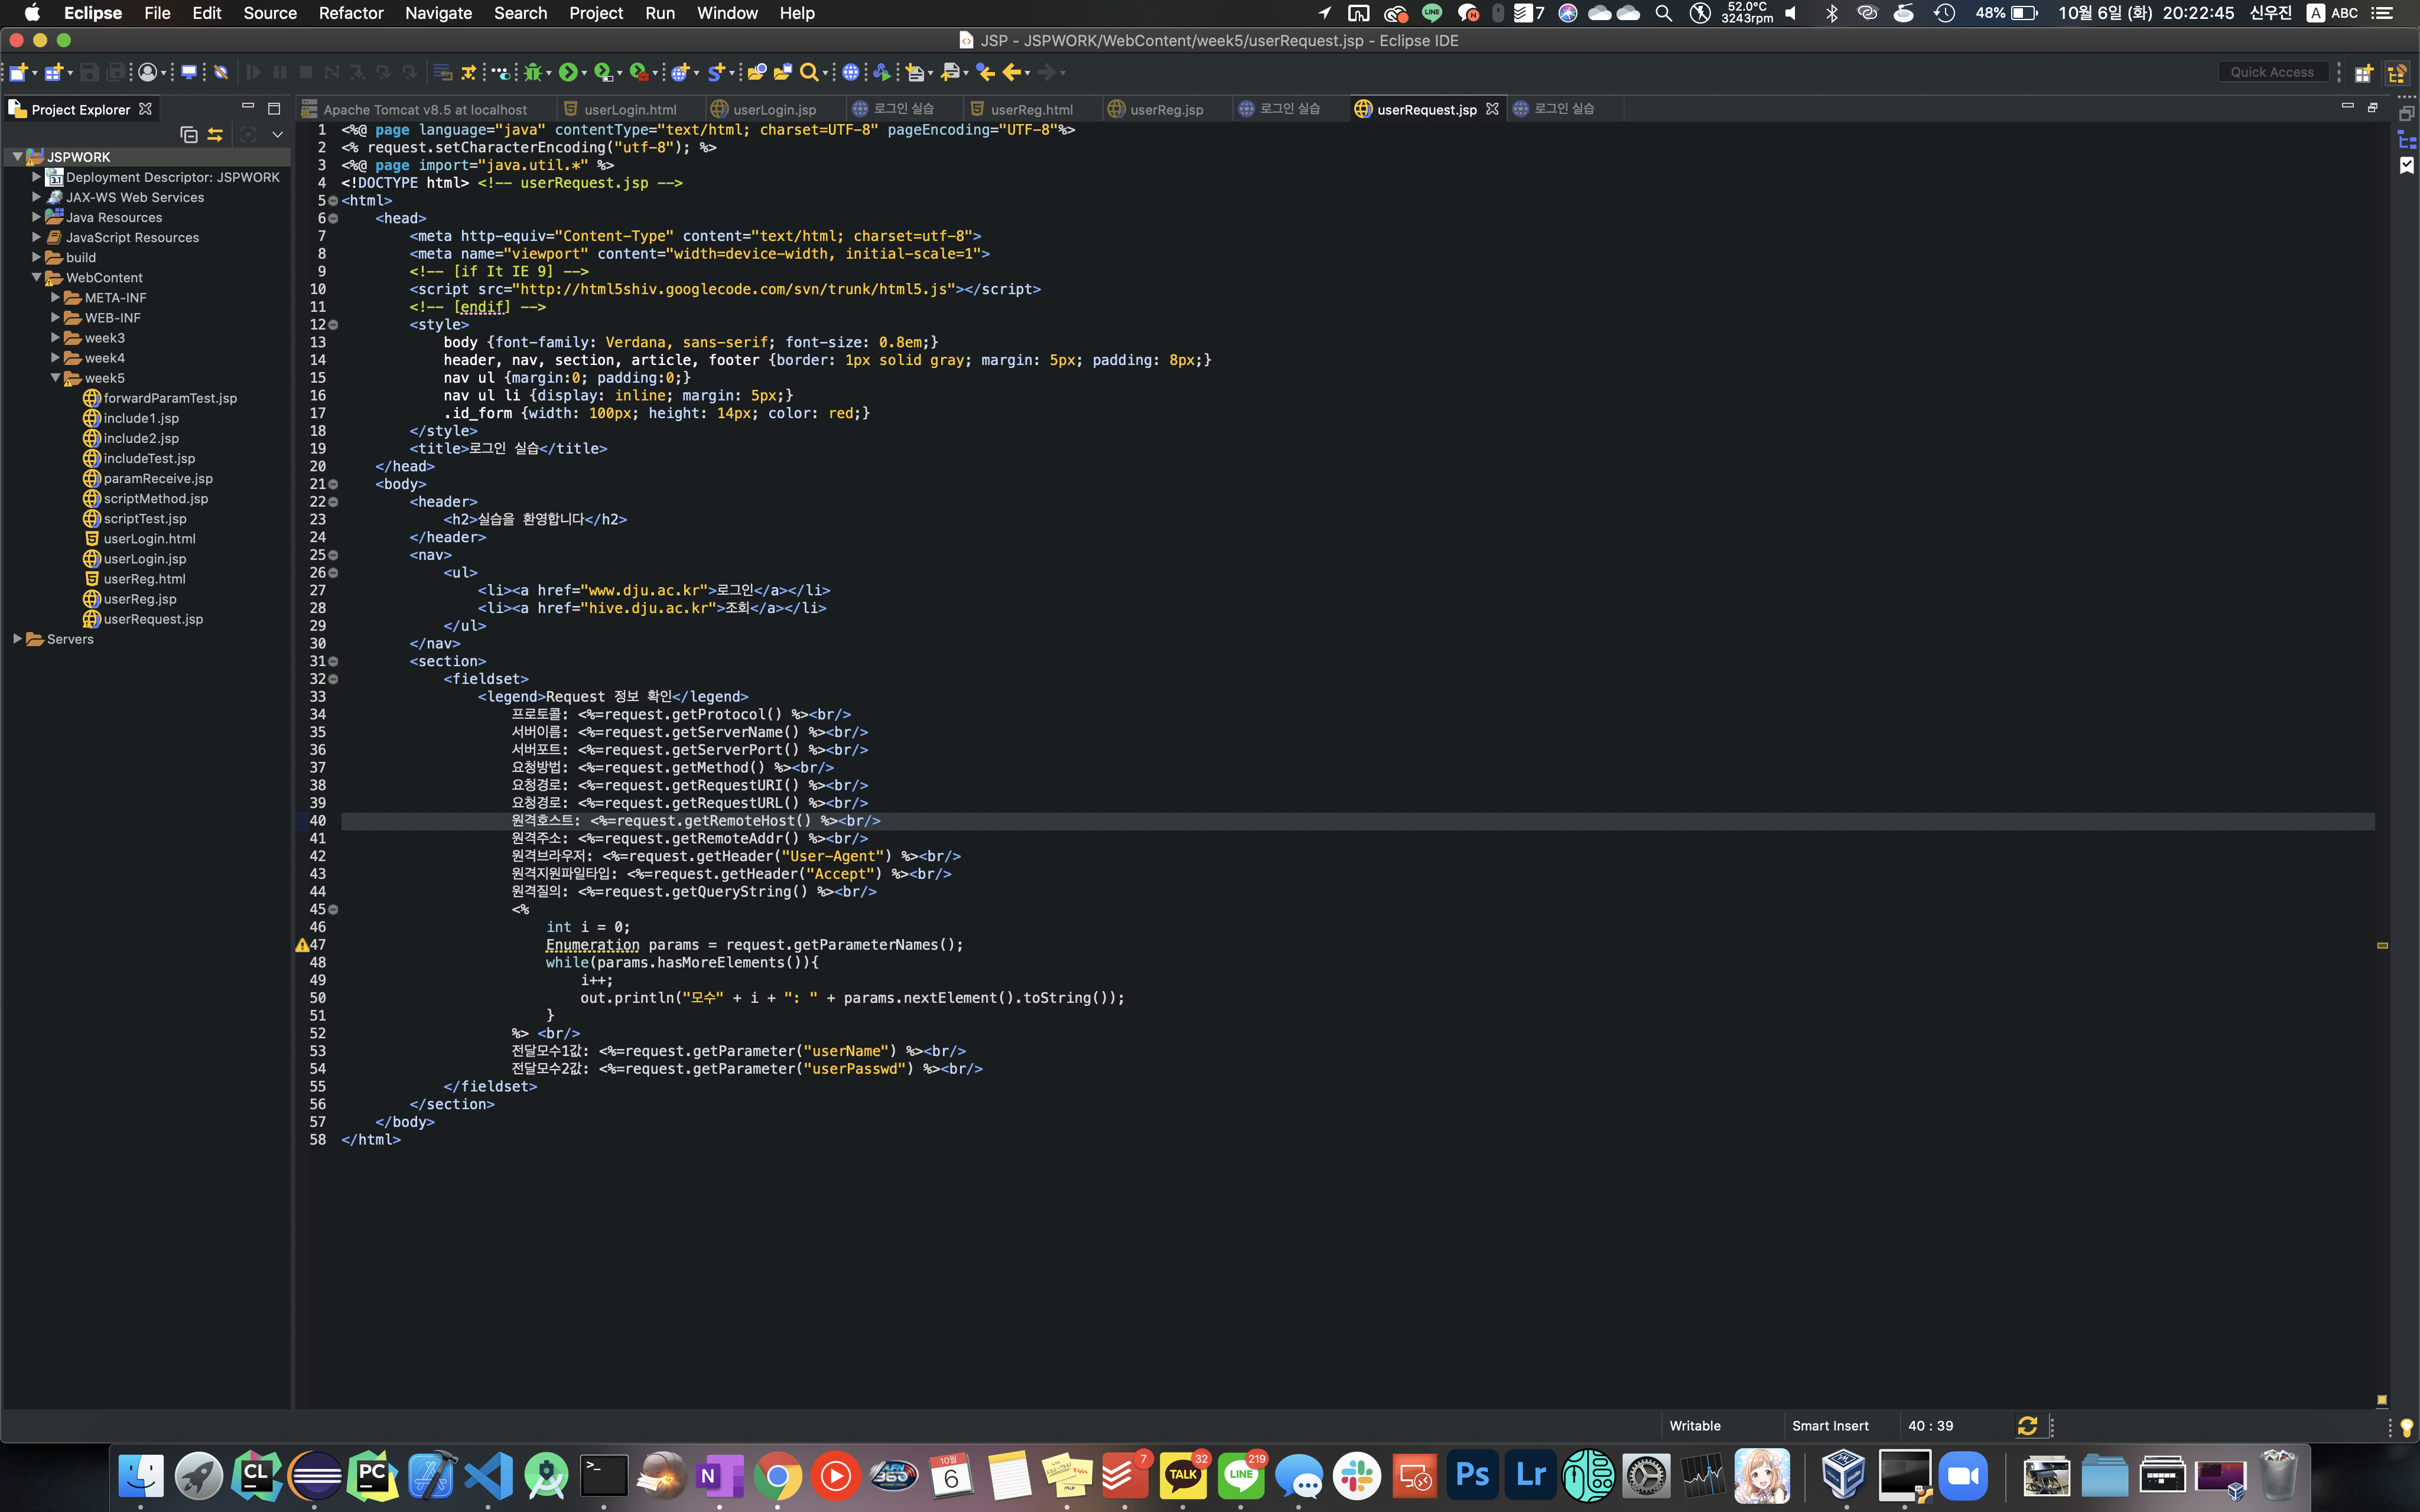 Eclipse File Edit Source Refactor Navigate Search Project Run Window Help
7 52.0°C 3243rpm 48% 10월 6일 (화) 20:22:45 신우진 A ABC
JSP - JSPWORK/WebContent/week5/userRequest.jsp - Eclipse IDE
Quick Access
Project Explorer
JSPWORK
Deployment Descriptor: JSPWORK
JAX-WS Web Services
Java Resources
JavaScript Resources
build
WebContent
META-INF
WEB-INF
week3
week4
week5
forwardParamTest.jsp
include1.jsp
include2.jsp
includeTest.jsp
paramReceive.jsp
scriptMethod.jsp
scriptTest.jsp
userLogin.html
userLogin.jsp
userReg.html
userReg.jsp
userRequest.jsp
Servers
Apache Tomcat v8.5 at localhost userLogin.html userLogin.jsp 로그인 실습 userReg.html userReg.jsp 로그인 실습 userRequest.jsp 로그인 실습
1 <%@ page language="java" contentType="text/html; charset=UTF-8" pageEncoding="UTF-8"%>
2 <% request.setCharacterEncoding("utf-8"); %>
3 <%@ page import="java.util.*" %>
4 <!DOCTYPE html> <!-- userRequest.jsp -->
5 <html>
6 <head>
7 <meta http-equiv="Content-Type" content="text/html; charset=utf-8">
8 <meta name="viewport" content="width=device-width, initial-scale=1">
9 <!-- [if It IE 9] -->
10 <script src="http://html5shiv.googlecode.com/svn/trunk/html5.js"></script>
11 <!-- [endif] -->
12 <style>
13 body {font-family: Verdana, sans-serif; font-size: 0.8em;}
14 header, nav, section, article, footer {border: 1px solid gray; margin: 5px; padding: 8px;}
15 nav ul {margin:0; padding:0;}
16 nav ul li {display: inline; margin: 5px;}
17 .id_form {width: 100px; height: 14px; color: red;}
18 </style>
19 <title>로그인 실습</title>
20 </head>
21 <body>
22 <header>
23 <h2>실습을 환영합니다</h2>
24 </header>
25 <nav>
26 <ul>
27 <li><a href="www.dju.ac.kr">로그인</a></li>
28 <li><a href="hive.dju.ac.kr">조회</a></li>
29 </ul>
30 </nav>
31 <section>
32 <fieldset>
33 <legend>Request 정보 확인</legend>
34 프로토콜: <%=request.getProtocol() %><br/>
35 서버이름: <%=request.getServerName() %><br/>
36 서버포트: <%=request.getServerPort() %><br/>
37 요청방법: <%=request.getMethod() %><br/>
38 요청경로: <%=request.getRequestURI() %><br/>
39 요청경로: <%=request.getRequestURL() %><br/>
40 원격호스트: <%=request.getRemoteHost() %><br/>
41 원격주소: <%=request.getRemoteAddr() %><br/>
42 원격브라우저: <%=request.getHeader("User-Agent") %><br/>
43 원격지원파일타입: <%=request.getHeader("Accept") %><br/>
44 원격질의: <%=request.getQueryString() %><br/>
45 <%
46 int i = 0;
47 Enumeration params = request.getParameterNames();
48 while(params.hasMoreElements()){
49 i++;
50 out.println("모수" + i + ": " + params.nextElement().toString());
51 }
52 %> <br/>
53 전달모수1값: <%=request.getParameter("userName") %><br/>
54 전달모수2값: <%=request.getParameter("userPasswd") %><br/>
55 </fieldset>
56 </section>
57 </body>
58 </html>
Writable Smart Insert 40 : 39
CL PC >_ N AFN 360 10월 6 7 TALK 32 LINE 219 Ps Lr